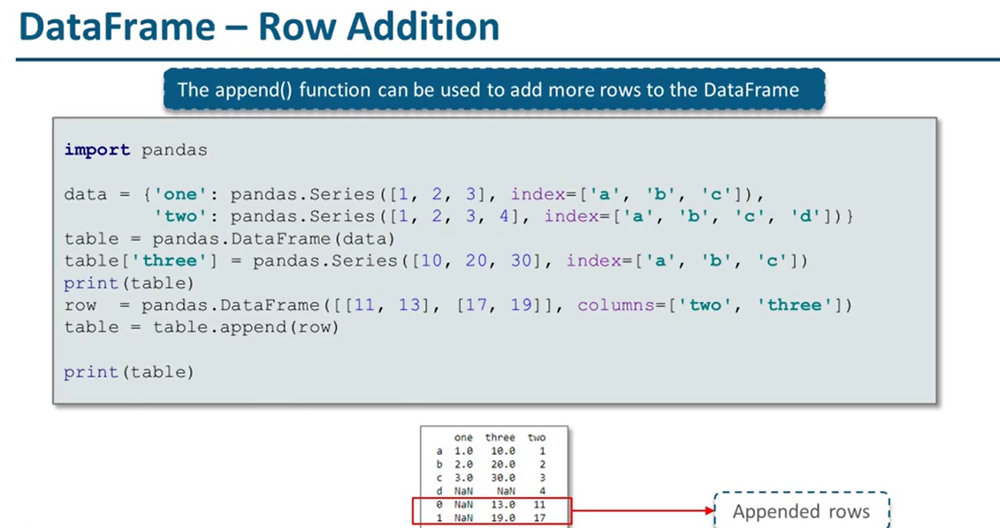 DataFrame – Row Addition
The append() function can be used to add more rows to the DataFrame
import pandas
data = {'one': pandas.Series([1, 2, 3], index=['a', 'b', 'c']),
'two': pandas.Series([1, 2, 3, 4], index=['a', 'b', 'c', 'd'])}
table = pandas.DataFrame(data)
table['three'] = pandas.Series([10, 20, 30], index=['a', 'b', 'c'])
print(table)
row = pandas.DataFrame([[11, 13], [17, 19]], columns=['two', 'three'])
table = table.append(row)
print(table)
one three two
a 1.0 10.0 1
b 2.0 20.0 2
c 3.0 30.0 3
d NaN NaN 4
0 NaN 13.0 11
1 NaN 19.0 17
Appended rows